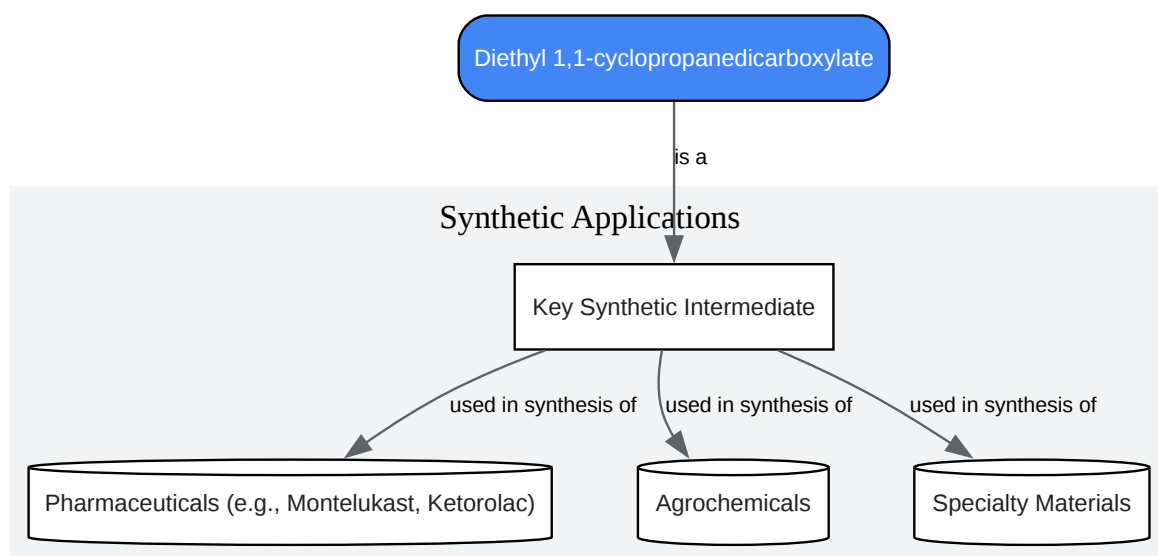 Diethyl 1,1-cyclopropanedicarboxylate
is a
Synthetic Applications
Key Synthetic Intermediate
used in synthesis of
used in synthesis of
used in synthesis of
Pharmaceuticals (e.g., Montelukast, Ketorolac)
Agrochemicals
Specialty Materials